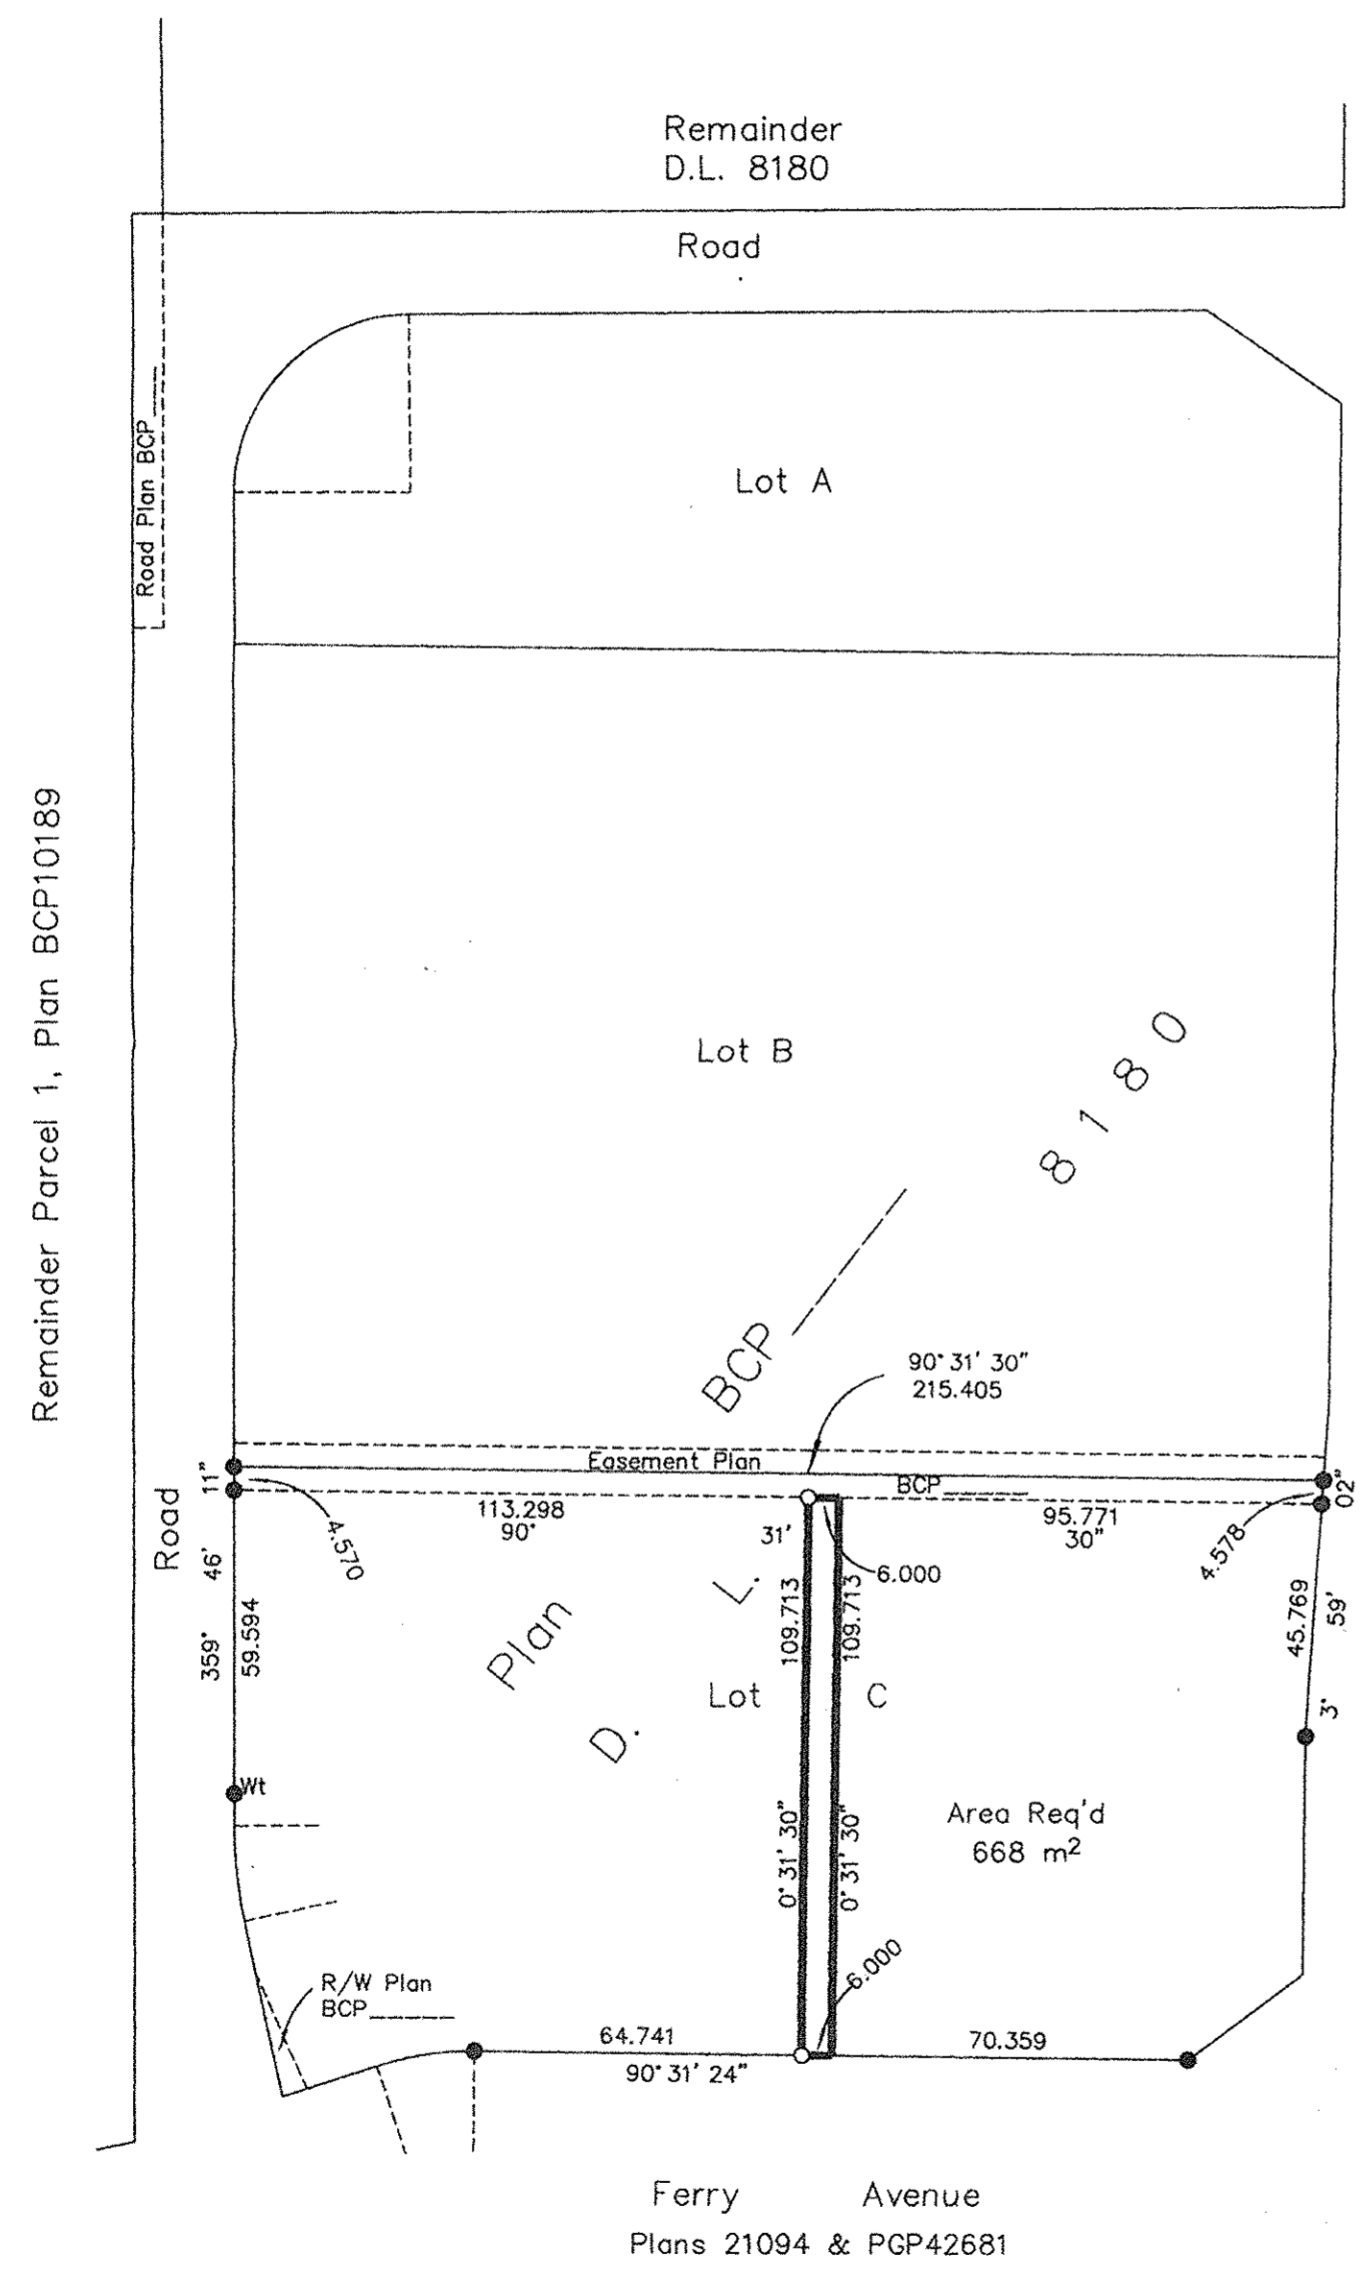 Remainder
D.L. 8180
Road
Road Plan BCP____
Lot A
Remainder Parcel 1, Plan BCP10189
Lot B
Plan BCP
D. L. 8180
90° 31' 30"
215.405
Easement Plan
BCP______
113.298
90° 31' 30"
95.771
4.570
4.578
6.000
Road
359° 46' 11"
59.594
109.713
109.713
45.769
3° 59' 02"
Lot C
0° 31' 30"
0° 31' 30"
Wt
Area Req'd
668 m²
R/W Plan
BCP______
6.000
64.741
90° 31' 24"
70.359
Ferry Avenue
Plans 21094 & PGP42681